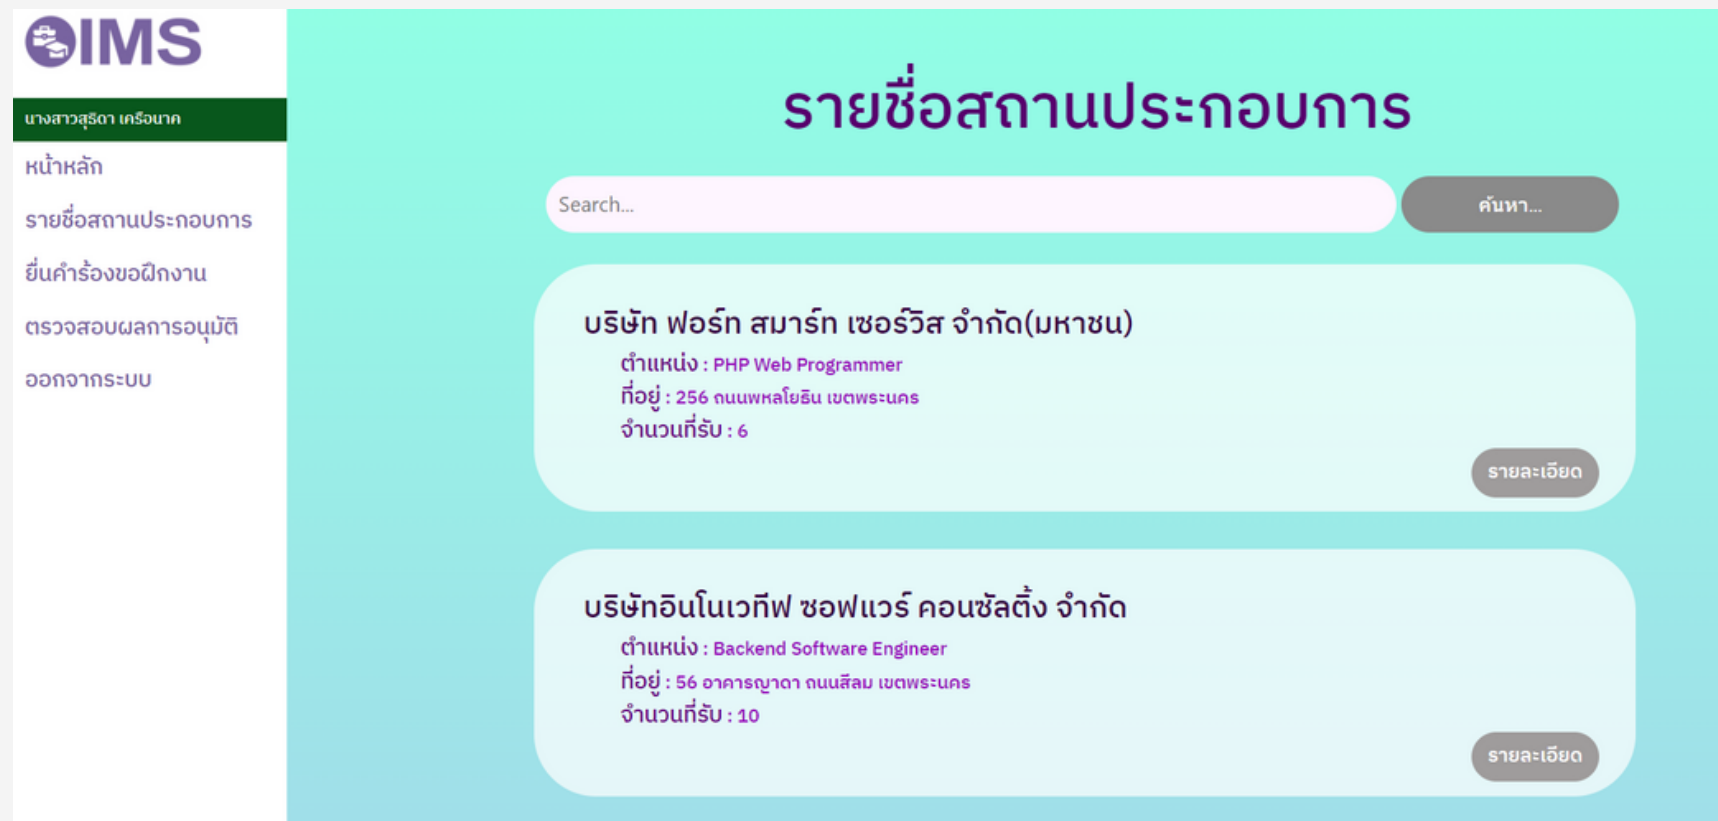 IMS
นางสาวสุธิดา เครือนาค
หน้าหลัก
รายชื่อสถานประกอบการ
ยื่นคำร้องขอฝึกงาน
ตรวจสอบผลการอนุมัติ
ออกจากระบบ
รายชื่อสถานประกอบการ
Search...
ค้นหา...
บริษัท ฟอร์ท สมาร์ท เซอร์วิส จำกัด(มหาชน)
ตำแหน่ง : PHP Web Programmer
ที่อยู่ : 256 ถนนพหลโยธิน เขตพระนคร
จำนวนที่รับ : 6
รายละเอียด
บริษัทอินโนเวทีฟ ซอฟแวร์ คอนซัลติ้ง จำกัด
ตำแหน่ง : Backend Software Engineer
ที่อยู่ : 56 อาคารญาดา ถนนสีลม เขตพระนคร
จำนวนที่รับ : 10
รายละเอียด